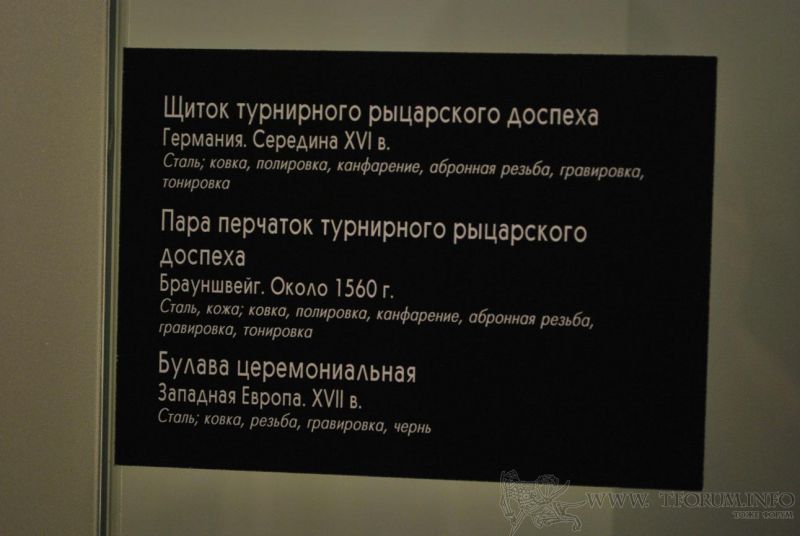 Щиток турнирного рыцарского доспеха
Германия. Середина XVI в.
Сталь; ковка, полировка, канфарение, абронная резьба, гравировка,
тонировка
Пара перчаток турнирного рыцарского
доспеха
Брауншвейг. Около 1560 г.
Сталь, кожа; ковка, полировка, канфарение, абронная резьба,
гравировка, тонировка
Булава церемониальная
Западная Европа. XVII в.
Сталь; ковка, резьба, гравировка, чернь
WWW. TFORUM.INFO
ТОЖЕ ФОРУМ